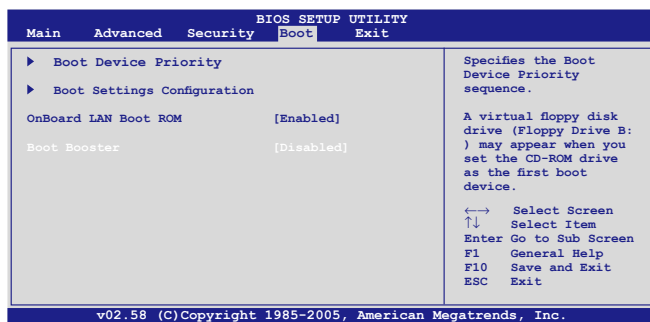 BIOS SETUP UTILITY
Main Advanced Security Boot Exit
Boot Device Priority
Boot Settings Configuration
OnBoard LAN Boot ROM [Enabled]
Boot Booster [Disabled]
Specifies the Boot
Device Priority
sequence.
A virtual floppy disk
drive (Floppy Drive B:
) may appear when you
set the CD-ROM drive
as the first boot
device.
←→ Select Screen
↑↓ Select Item
Enter Go to Sub Screen
F1 General Help
F10 Save and Exit
ESC Exit
v02.58 (C)Copyright 1985-2005, American Megatrends, Inc.